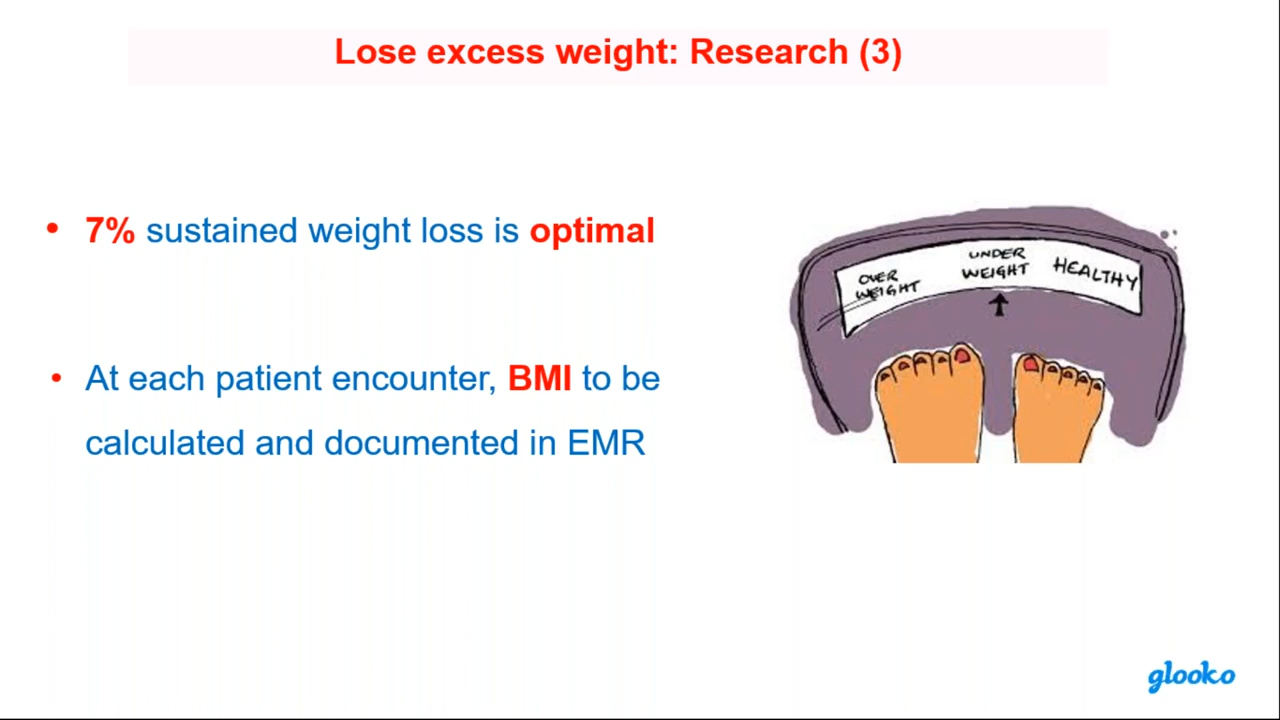 Lose excess weight: Research (3)
• 7% sustained weight loss is optimal
• At each patient encounter, BMI to be
calculated and documented in EMR
OVER
WEIGHT
UNDER
WEIGHT
HEALTHY
glooko